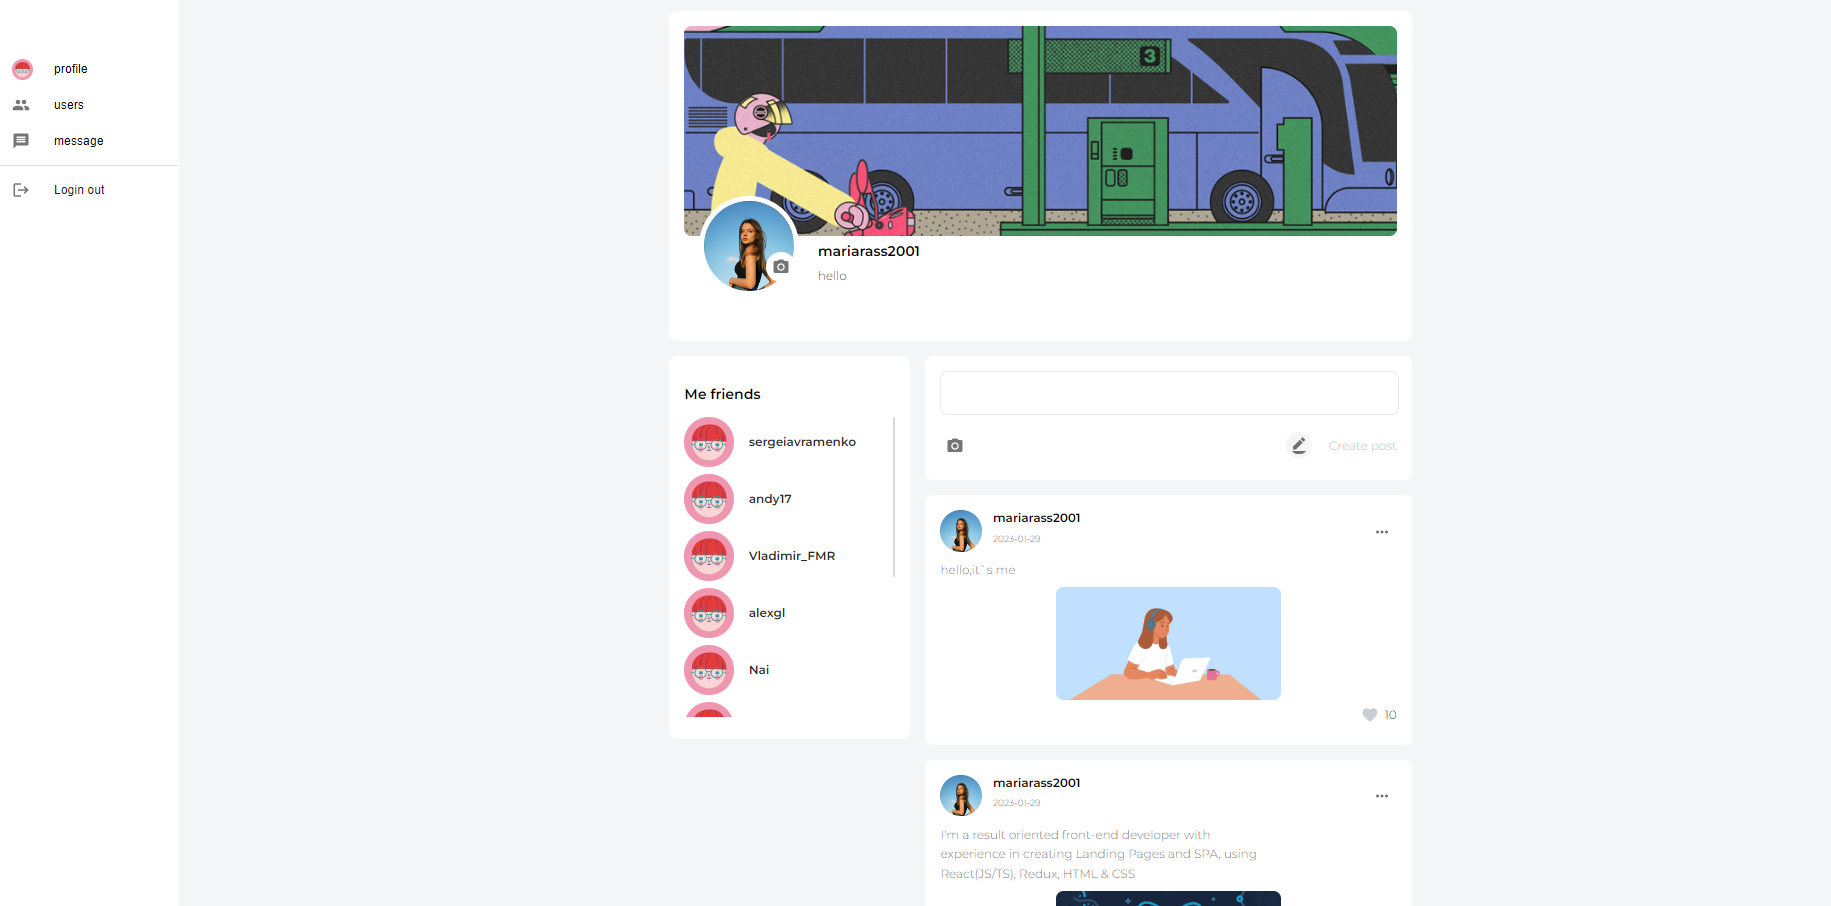 profile
users
message
Login out
3
mariarass2001
hello
Me friends
sergeiavramenko
andy17
Vladimir_FMR
alexgl
Nai
Create post
mariarass2001
2023-01-29
hello,it`s me
10
mariarass2001
2023-01-29
I'm a result oriented front-end developer with
experience in creating Landing Pages and SPA, using
React(JS/TS), Redux, HTML & CSS